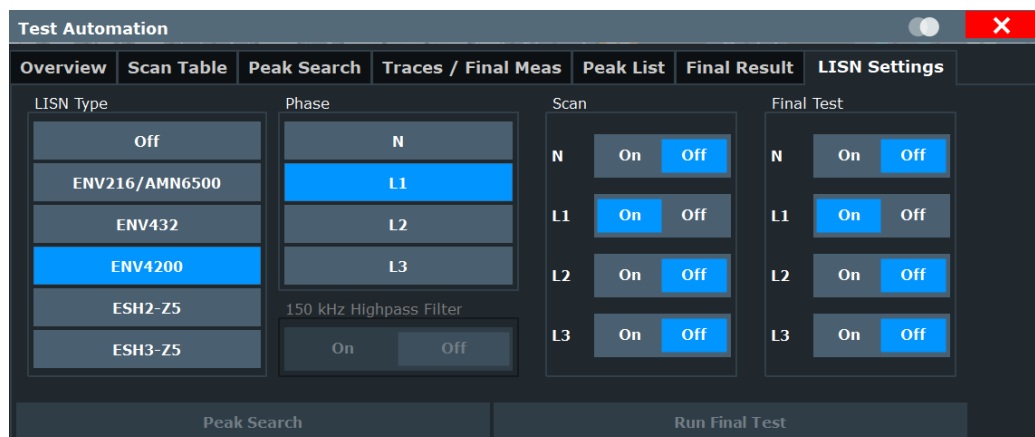 Test Automation
Overview Scan Table Peak Search Traces / Final Meas Peak List Final Result LISN Settings
LISN Type
Off
ENV216/AMN6500
ENV432
ENV4200
ESH2-Z5
ESH3-Z5
Phase
N
L1
L2
L3
150 kHz Highpass Filter
On Off
Scan
N On Off
L1 On Off
L2 On Off
L3 On Off
Final Test
N On Off
L1 On Off
L2 On Off
L3 On Off
Peak Search Run Final Test